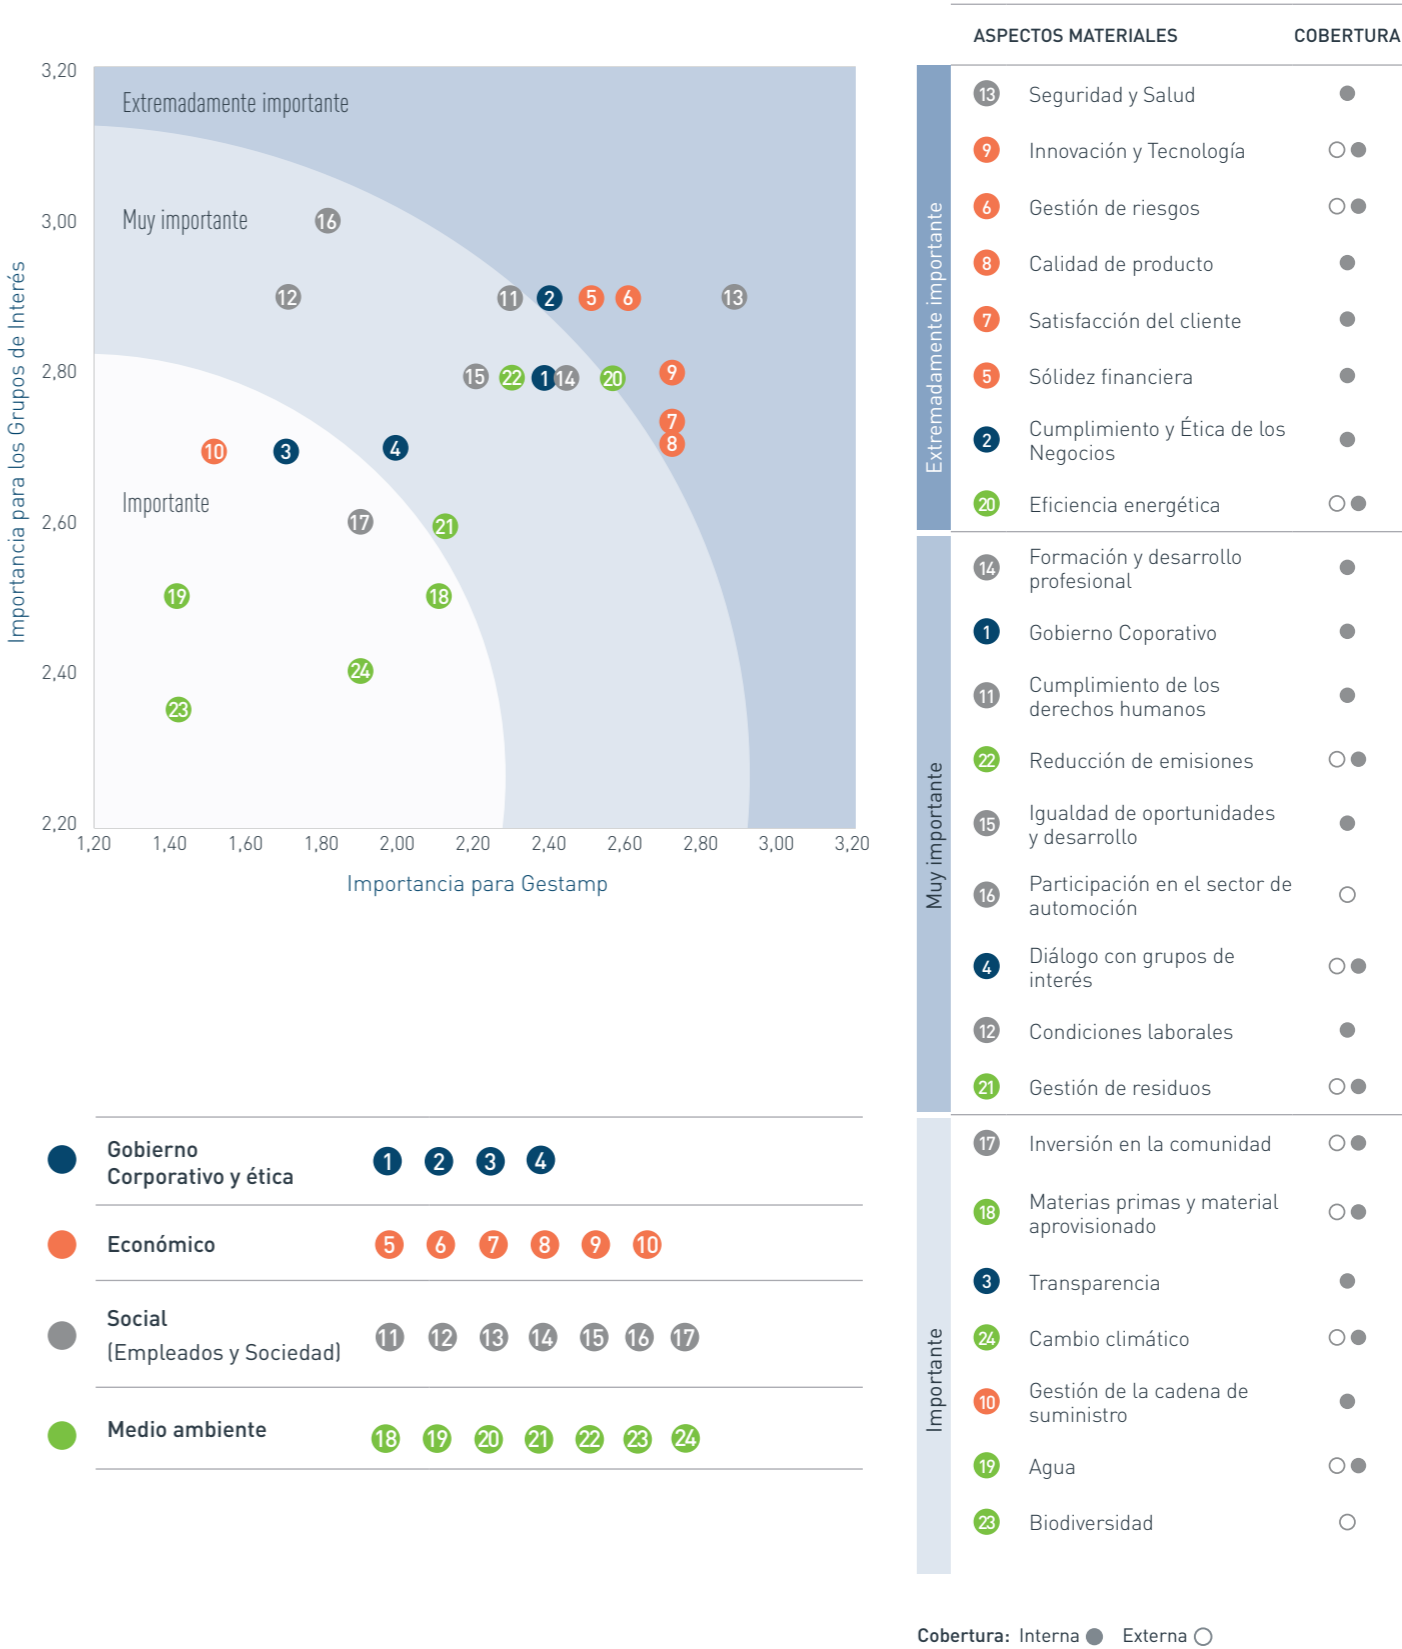 3,20
3,00
2,80
2,60
2,40
2,20
Importancia para los Grupos de Interés
Extremadamente importante
Muy importante
Importante
16
12
11
2
5
6
13
15
22
1
14
20
9
7
8
10
3
4
17
21
19
18
24
23
1,20
1,40
1,60
1,80
2,00
2,20
2,40
2,60
2,80
3,00
3,20
Importancia para Gestamp
Gobierno
Corporativo y ética
1 2 3 4
Económico
5 6 7 8 9 10
Social
(Empleados y Sociedad)
11 12 13 14 15 16 17
Medio ambiente
18 19 20 21 22 23 24
ASPECTOS MATERIALES COBERTURA
Extremadamente importante
13 Seguridad y Salud
9 Innovación y Tecnología
6 Gestión de riesgos
8 Calidad de producto
7 Satisfacción del cliente
5 Sólidez financiera
2 Cumplimiento y Ética de los
Negocios
20 Eficiencia energética
Muy importante
14 Formación y desarrollo
profesional
1 Gobierno Coporativo
11 Cumplimiento de los
derechos humanos
22 Reducción de emisiones
15 Igualdad de oportunidades
y desarrollo
16 Participación en el sector de
automoción
4 Diálogo con grupos de
interés
12 Condiciones laborales
21 Gestión de residuos
Importante
17 Inversión en la comunidad
18 Materias primas y material
aprovisionado
3 Transparencia
24 Cambio climático
10 Gestión de la cadena de
suministro
19 Agua
23 Biodiversidad
Cobertura: Interna Externa